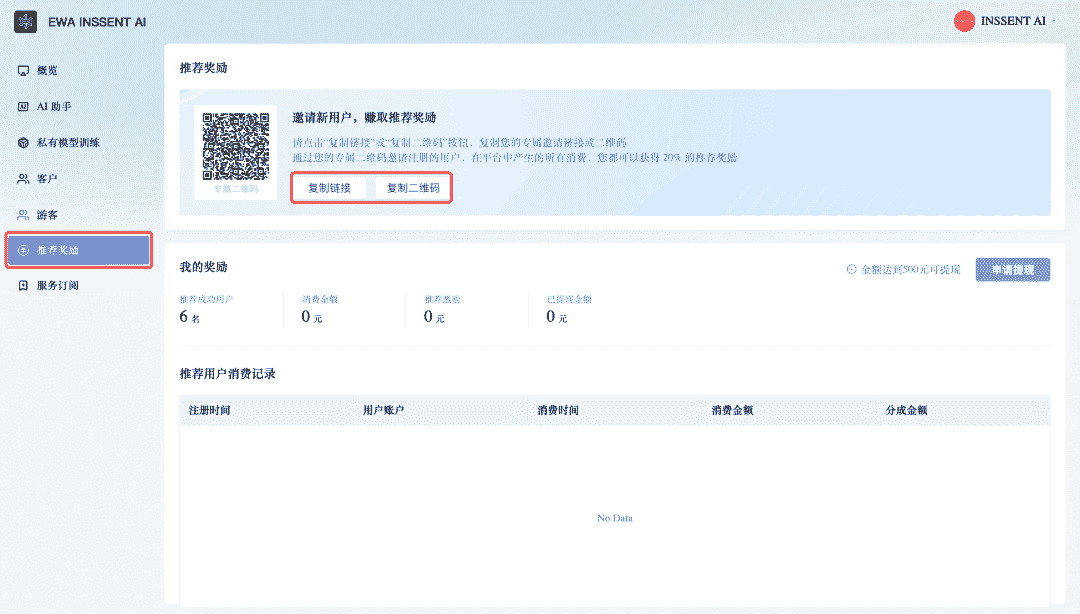 EWA INSSENT AI
INSSENT AI
概览
AI 助手
私有模型训练
客户
游客
推荐奖励
服务订阅
推荐奖励
专属二维码
邀请新用户，赚取推荐奖励
请点击“复制链接”或“复制二维码”按钮，复制您的专属邀请链接或二维码
通过您的专属二维码邀请注册的用户，在平台中产生的所有消费，您都可以获得 20% 的推荐奖励
复制链接 复制二维码
我的奖励
金额达到500元可提现 申请提现
推荐成功用户 消费金额 推荐激励 已提现金额
6 名 0 元 0 元 0 元
推荐用户消费记录
注册时间 用户账户 消费时间 消费金额 分成金额
No Data